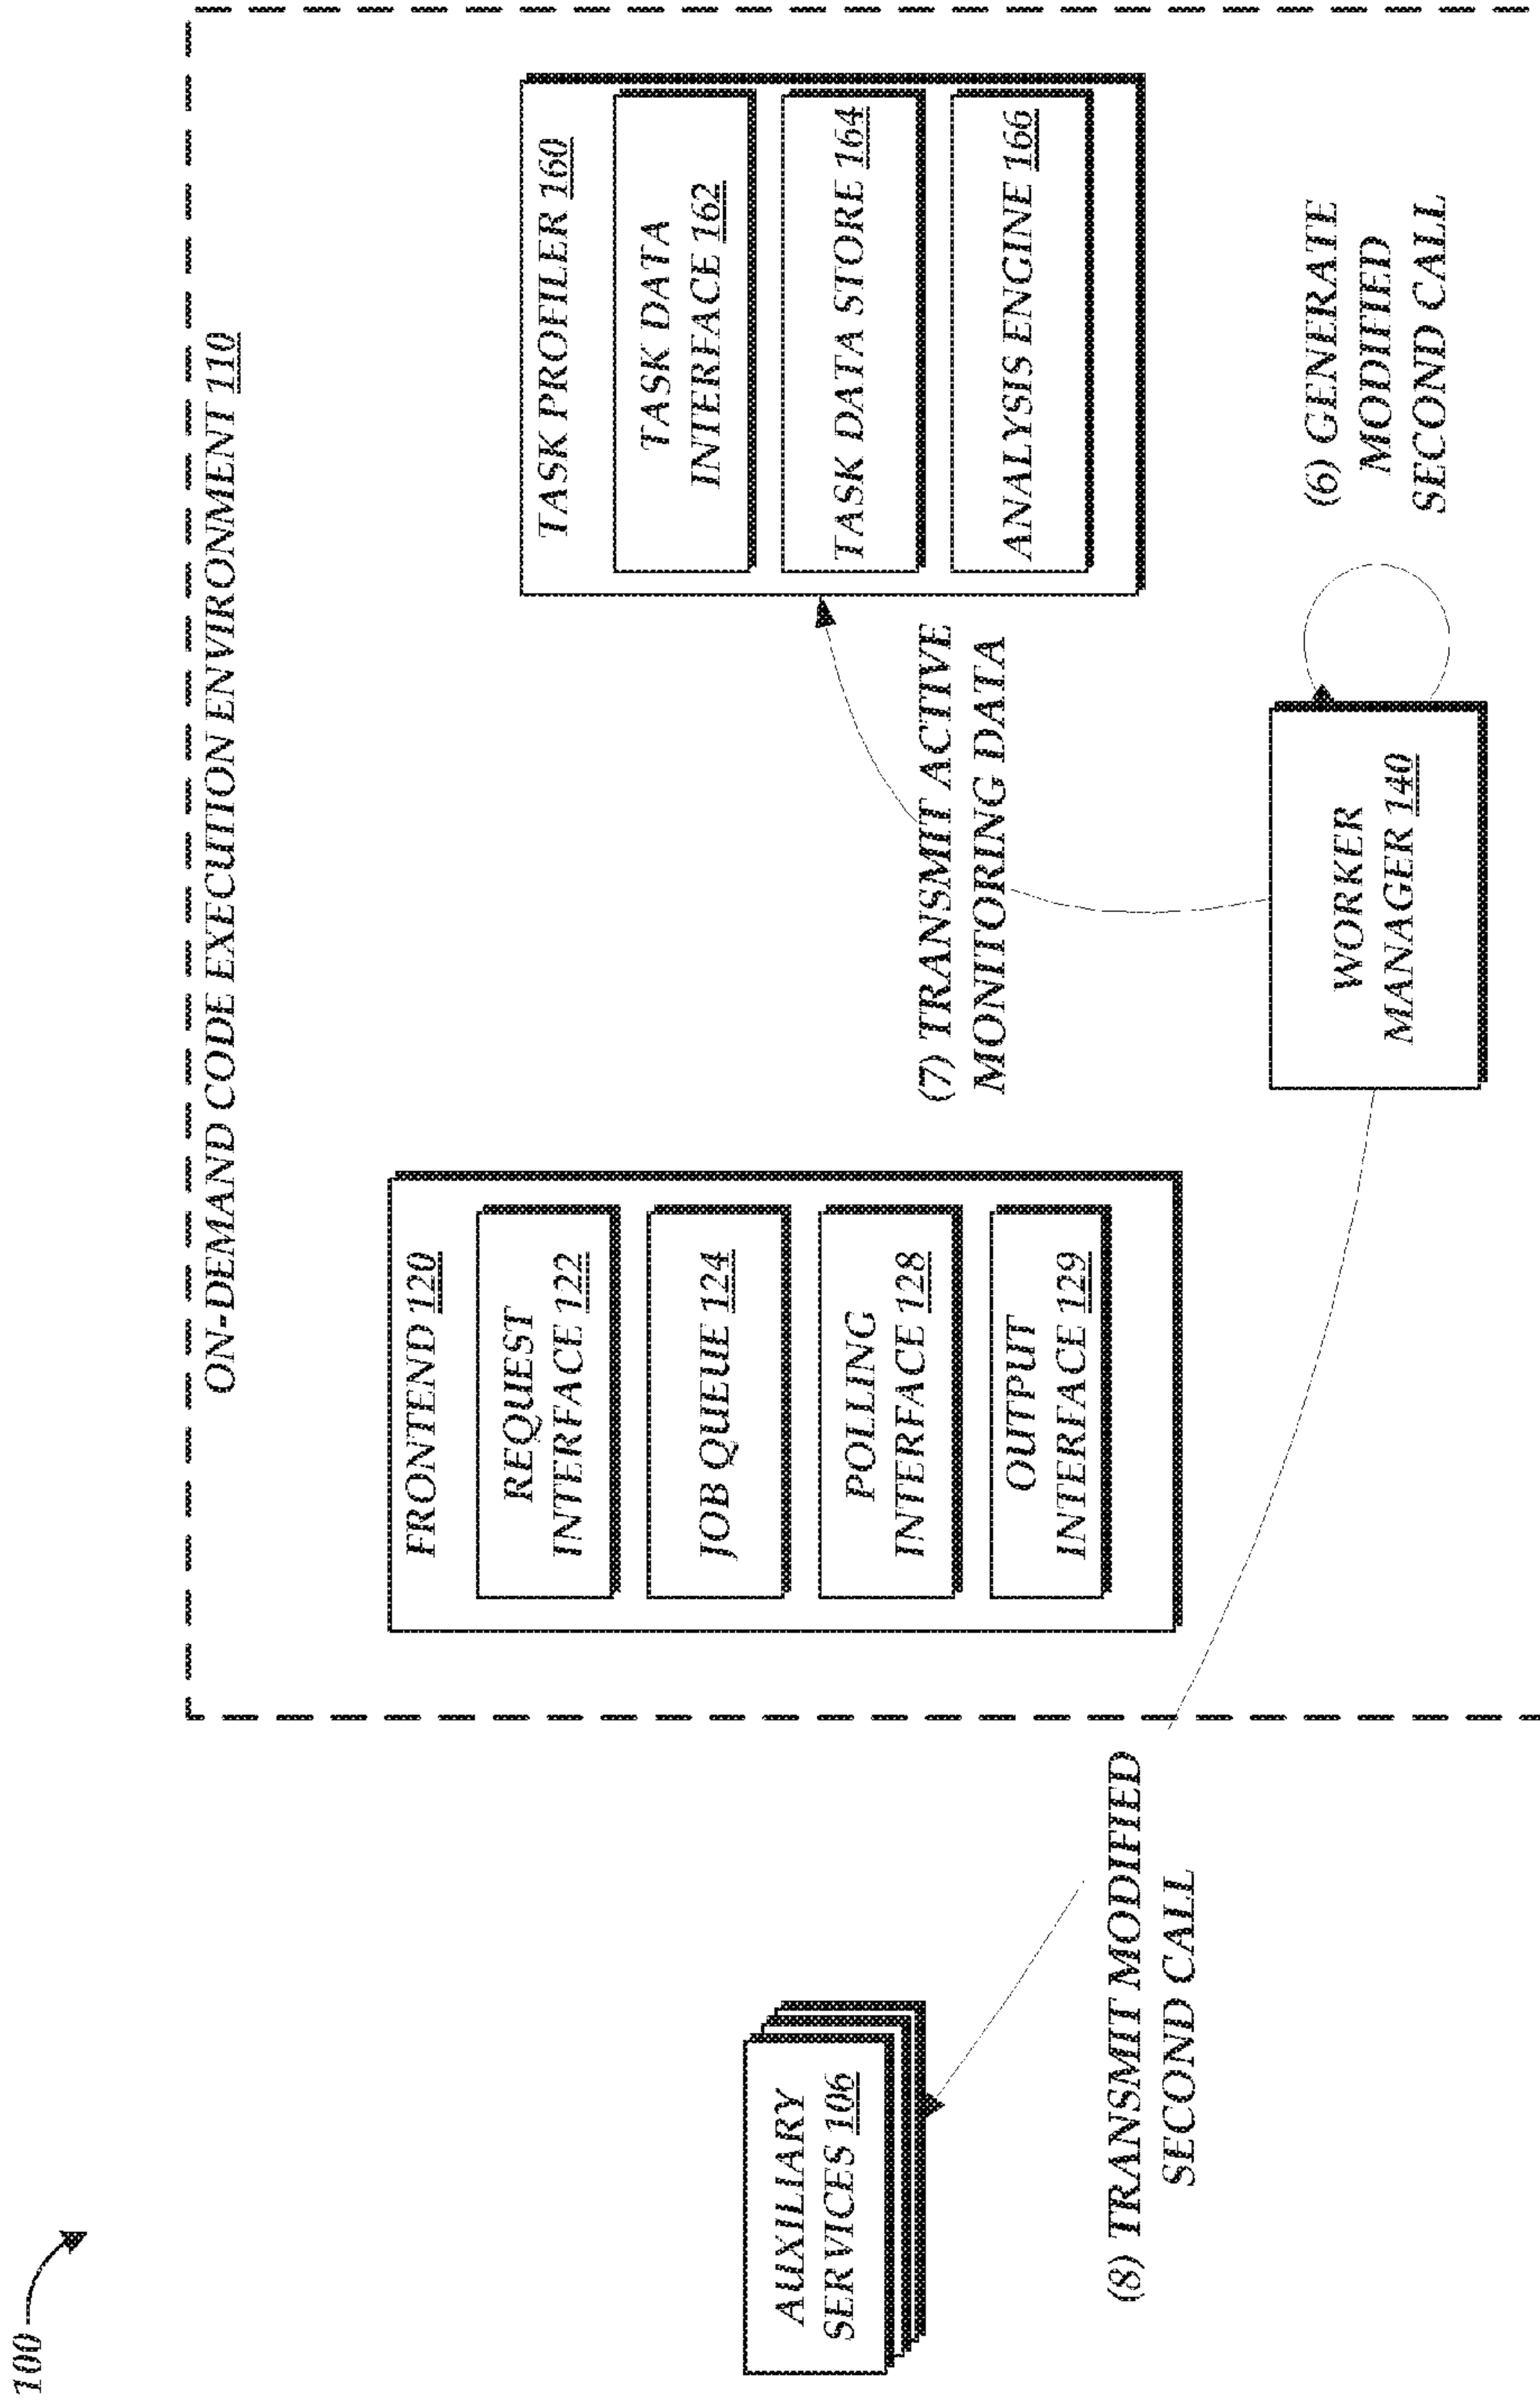 100
ON-DEMAND CODE EXECUTION ENVIRONMENT 110
AUXILIARY
SERVICES 106
FRONTEND 120
REQUEST
INTERFACE 122
JOB QUEUE 124
POLLING
INTERFACE 128
OUTPUT
INTERFACE 129
TASK PROFILER 160
TASK DATA
INTERFACE 162
TASK DATA STORE 164
ANALYSIS ENGINE 166
(7) TRANSMIT ACTIVE
MONITORING DATA
(8) TRANSMIT MODIFIED
SECOND CALL
WORKER
MANAGER 140
(6) GENERATE
MODIFIED
SECOND CALL